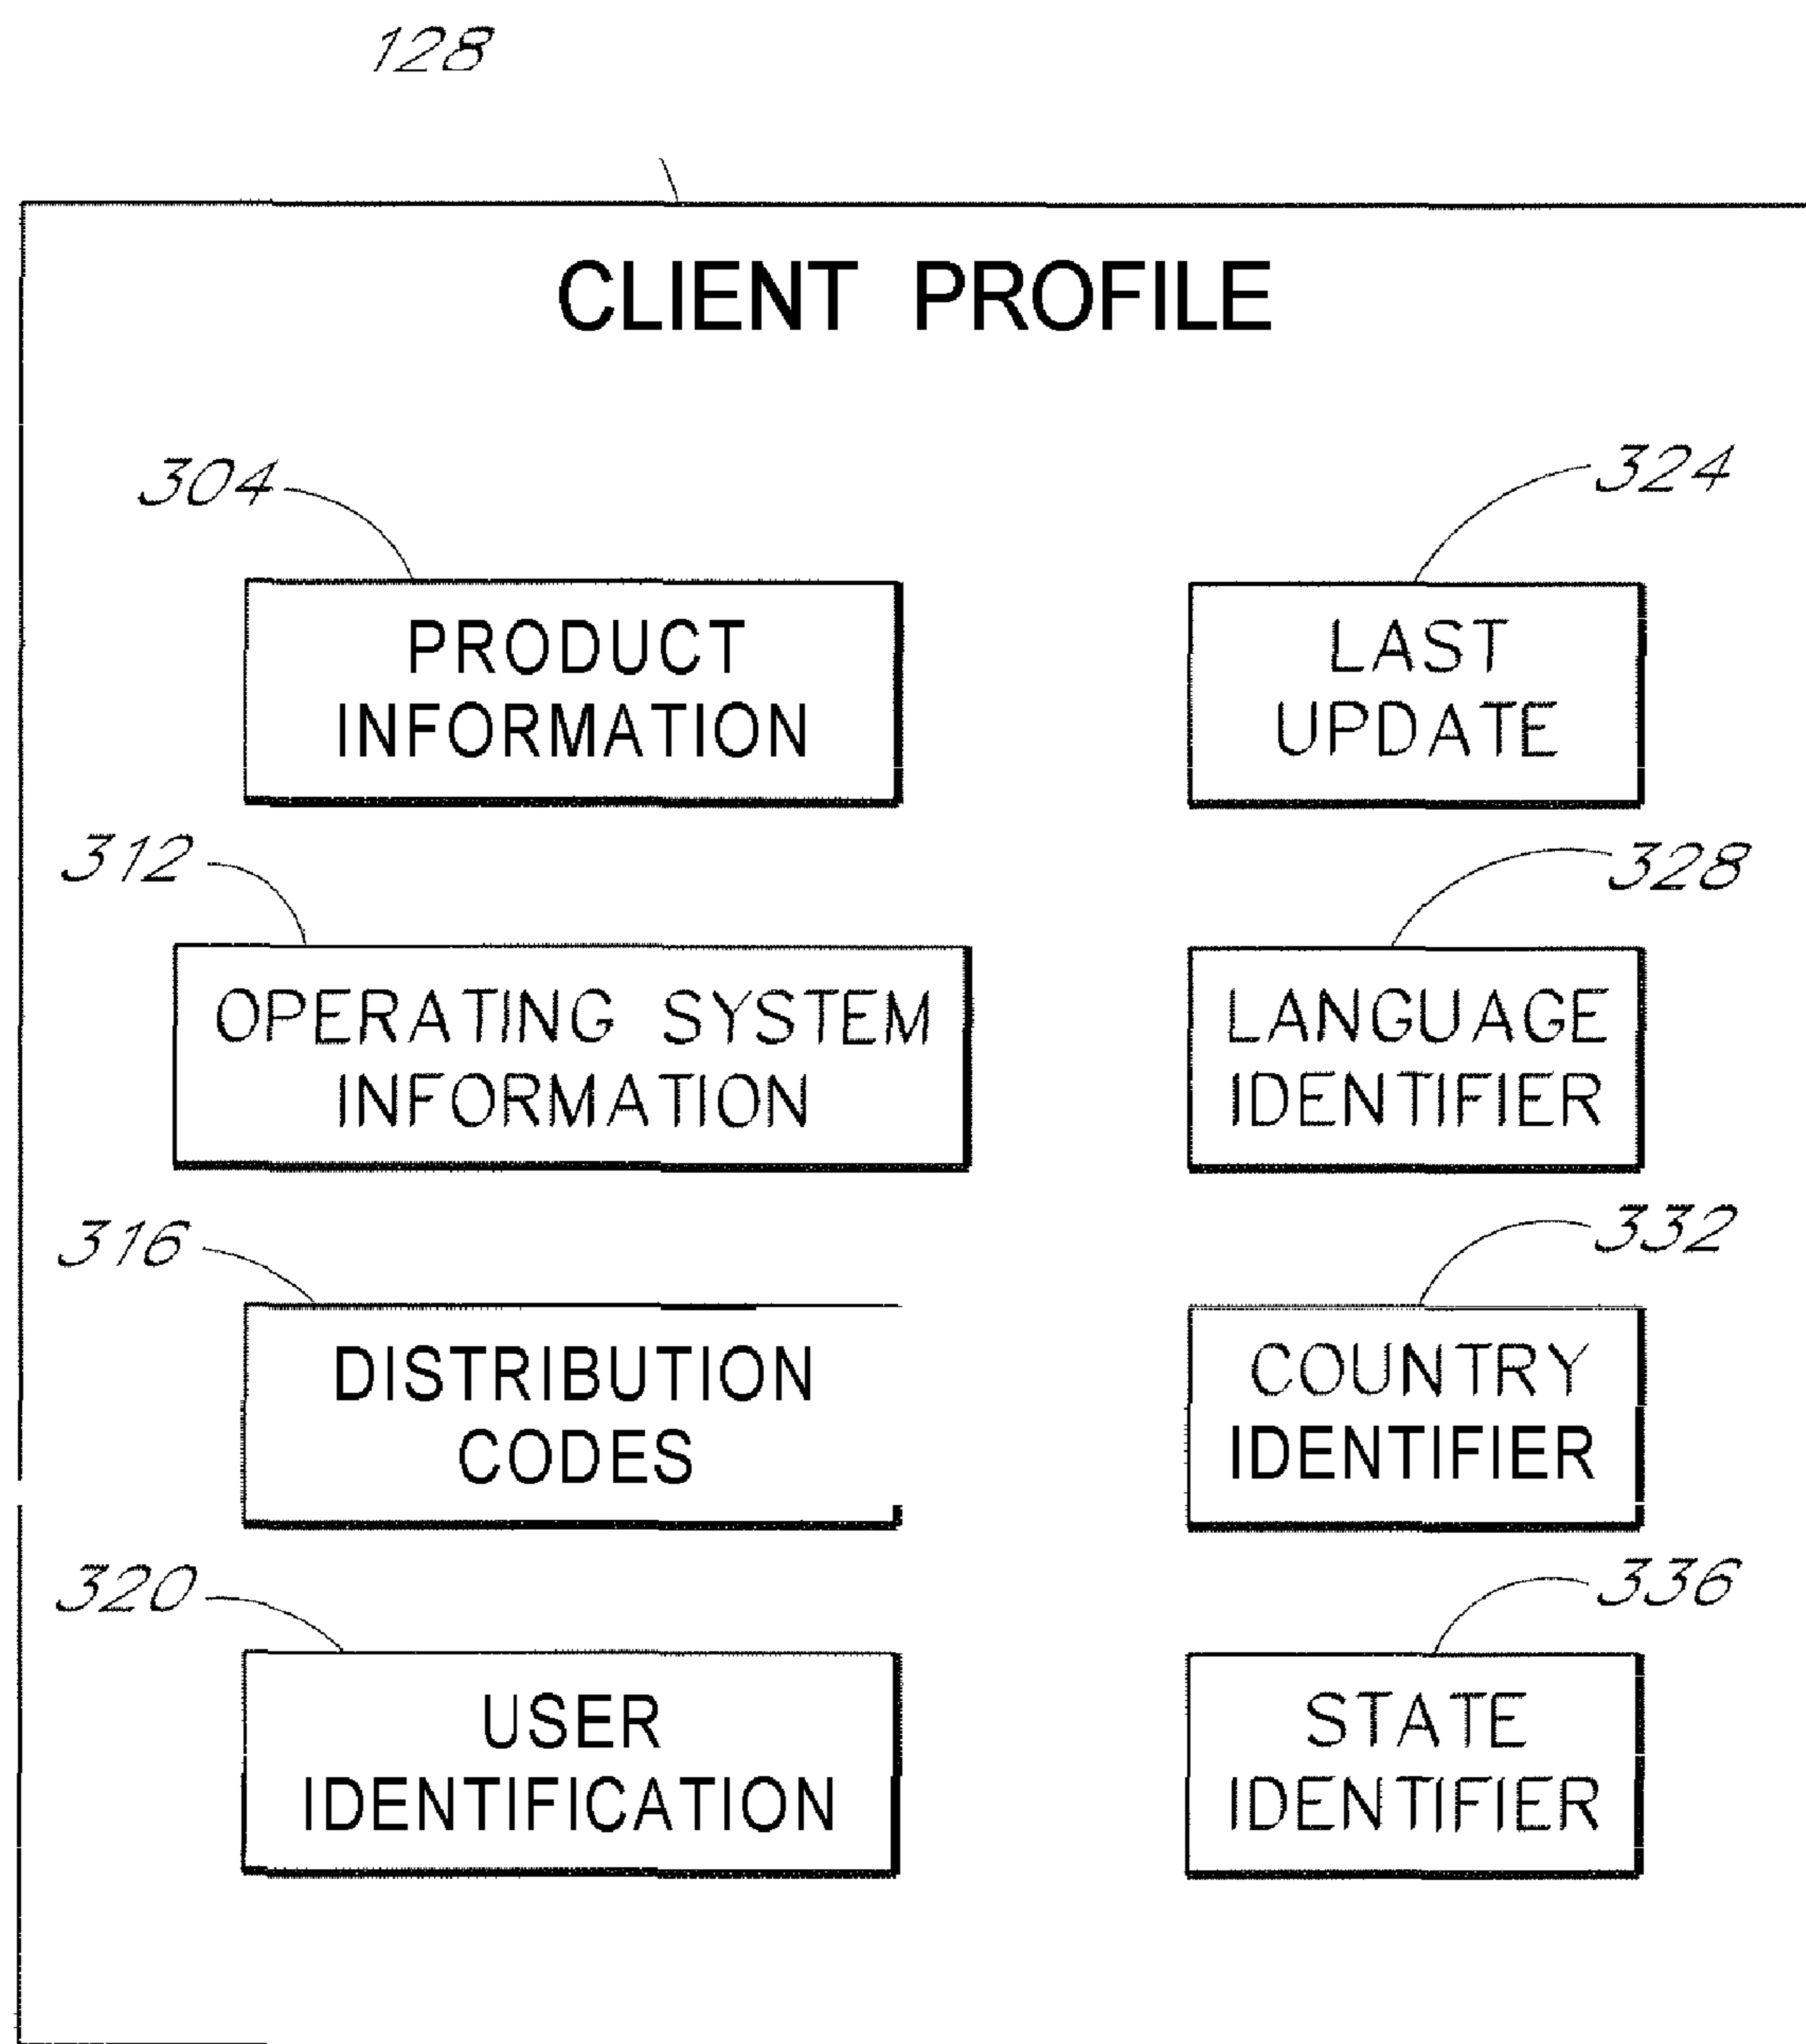 128
CLIENT PROFILE
304
PRODUCT
INFORMATION
324
LAST
UPDATE
312
OPERATING SYSTEM
INFORMATION
328
LANGUAGE
IDENTIFIER
316
DISTRIBUTION
CODES
332
COUNTRY
IDENTIFIER
320
USER
IDENTIFICATION
336
STATE
IDENTIFIER